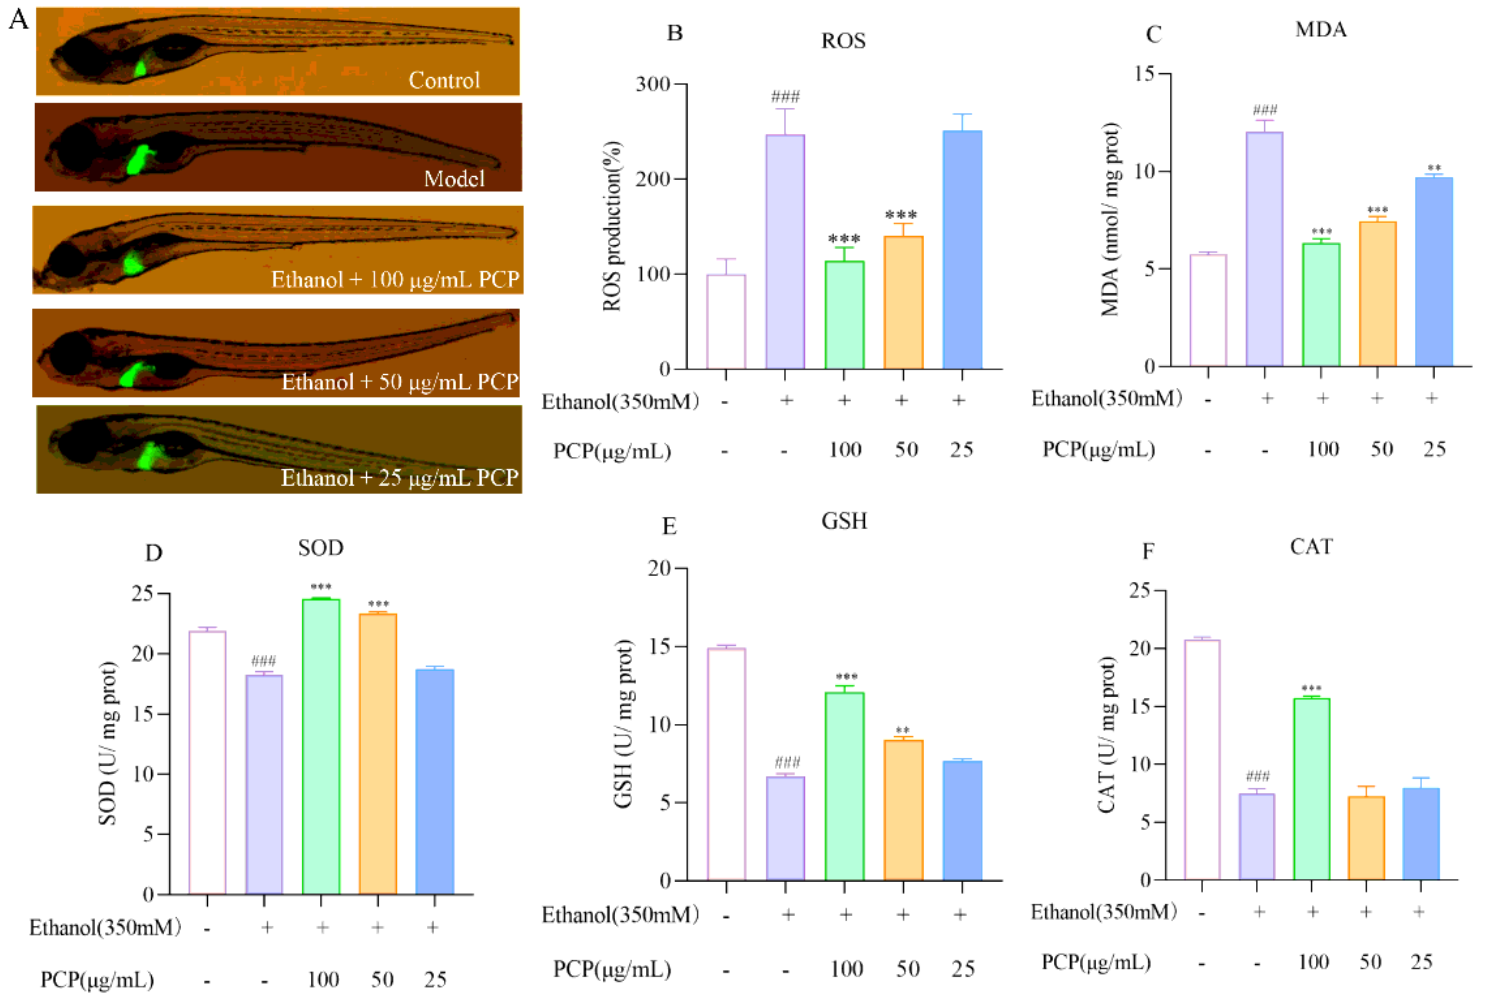 A
Control
Model
Ethanol + 100 μg/mL PCP
Ethanol + 50 μg/mL PCP
Ethanol + 25 μg/mL PCP
B
ROS
ROS production(%)
300
200
100
0
###
***
***
Ethanol(350mM) - + + + +
PCP(μg/mL) - - 100 50 25
C
MDA
MDA (nmol/ mg prot)
15
10
5
0
###
***
***
**
Ethanol(350mM) - + + + +
PCP(μg/mL) - - 100 50 25
D
SOD
SOD (U/ mg prot)
25
20
15
10
5
0
###
***
***
Ethanol(350mM) - + + + +
PCP(μg/mL) - - 100 50 25
E
GSH
GSH (U/ mg prot)
20
15
10
5
0
###
***
**
Ethanol(350mM) - + + + +
PCP(μg/mL) - - 100 50 25
F
CAT
CAT (U/ mg prot)
25
20
15
10
5
0
###
***
Ethanol(350mM) - + + + +
PCP(μg/mL) - - 100 50 25